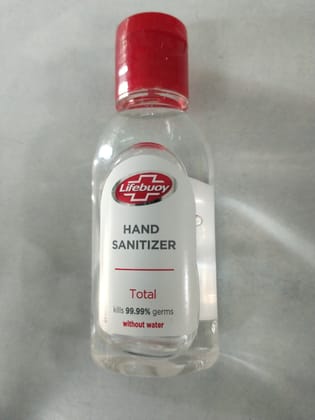 Lifebuoy
HAND
SANITIZER
Total
kills 99.99% germs
without water